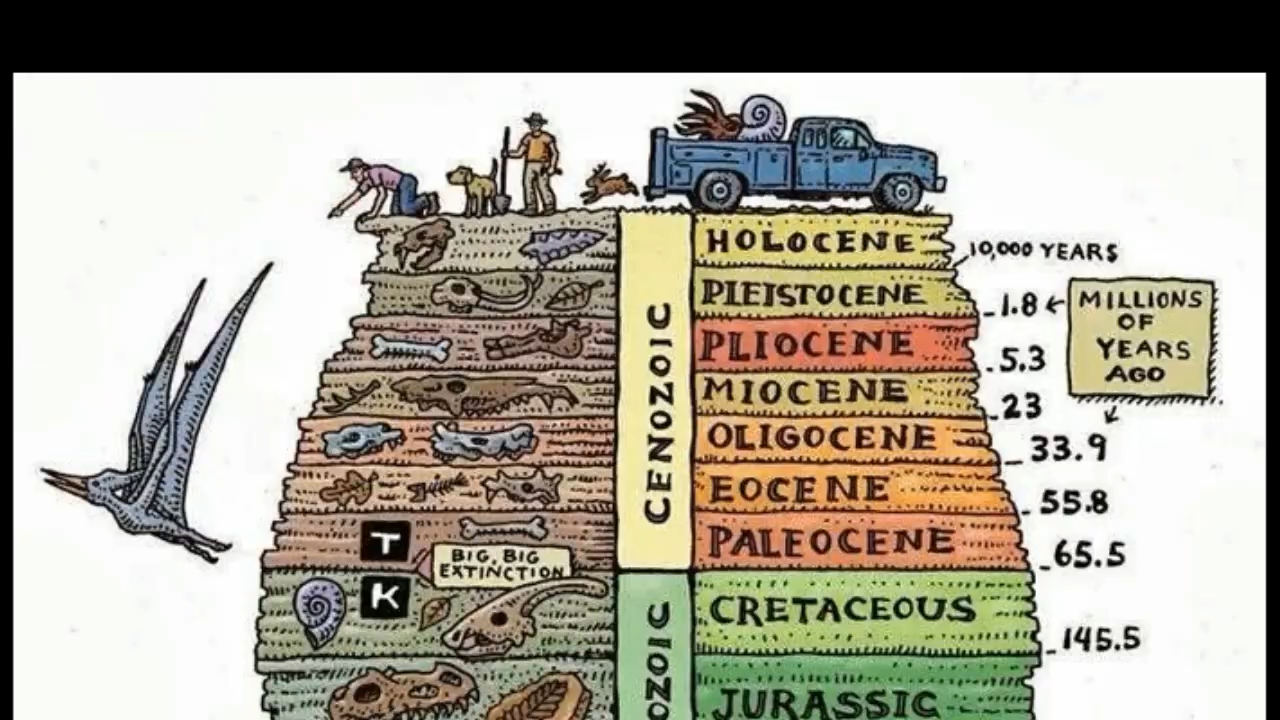 HOLOCENE
10,000 YEARS
PLEISTOCENE
1.8
MILLIONS
OF
YEARS
AGO
PLIOCENE
5.3
MIOCENE
23
OLIGOCENE
33.9
EOCENE
55.8
PALEOCENE
65.5
CENOZOIC
T
BIG, BIG
EXTINCTION
K
CRETACEOUS
145.5
JURASSIC
OZOIC